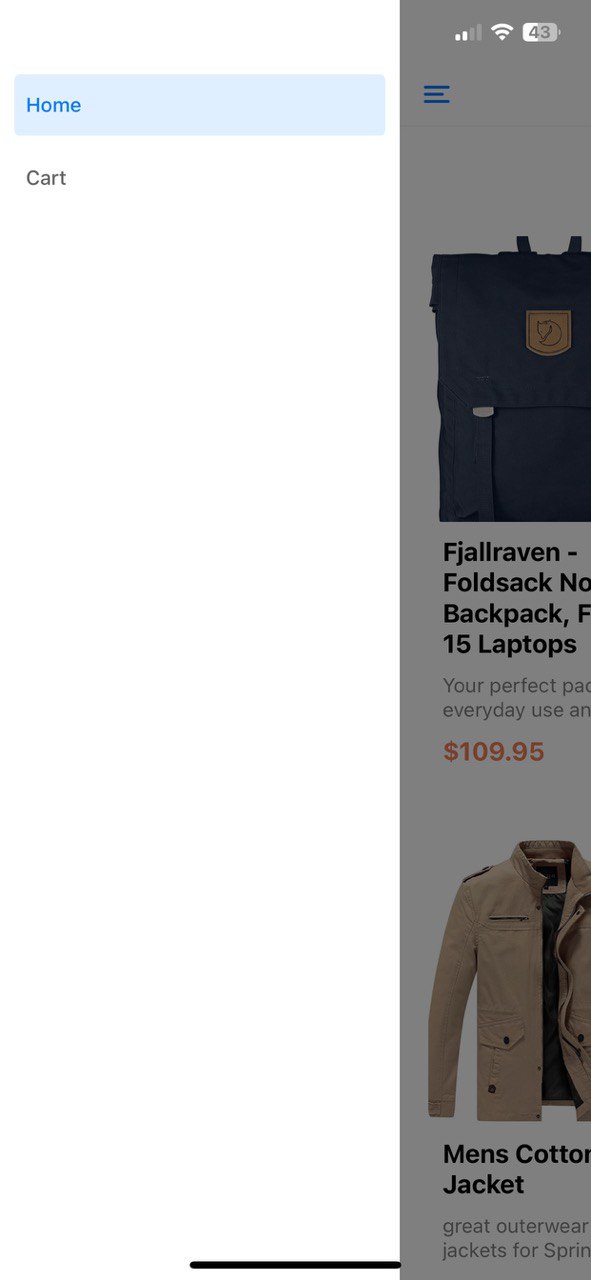 43
Home
Cart
Fjallraven -
Foldsack No
Backpack, F
15 Laptops
Your perfect pac
everyday use an
$109.95
Mens Cotton
Jacket
great outerwear
jackets for Sprin